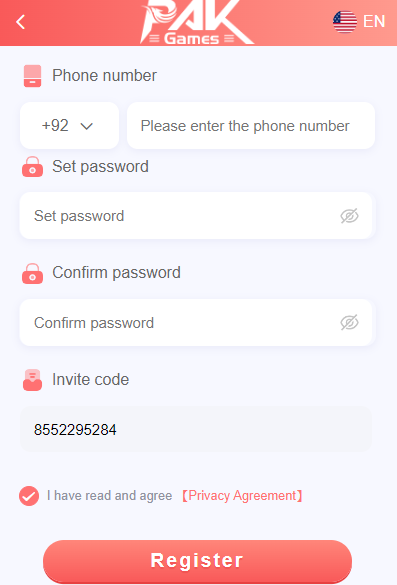 PAK
Games
EN
Phone number
+92
Please enter the phone number
Set password
Set password
Confirm password
Confirm password
Invite code
8552295284
I have read and agree 【Privacy Agreement】
Register